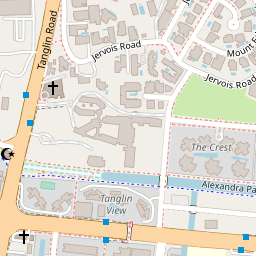 Tanglin Road
Jervois Road
Mount E
Jervois Road
The Crest
Alexandra Pa
Tanglin
View